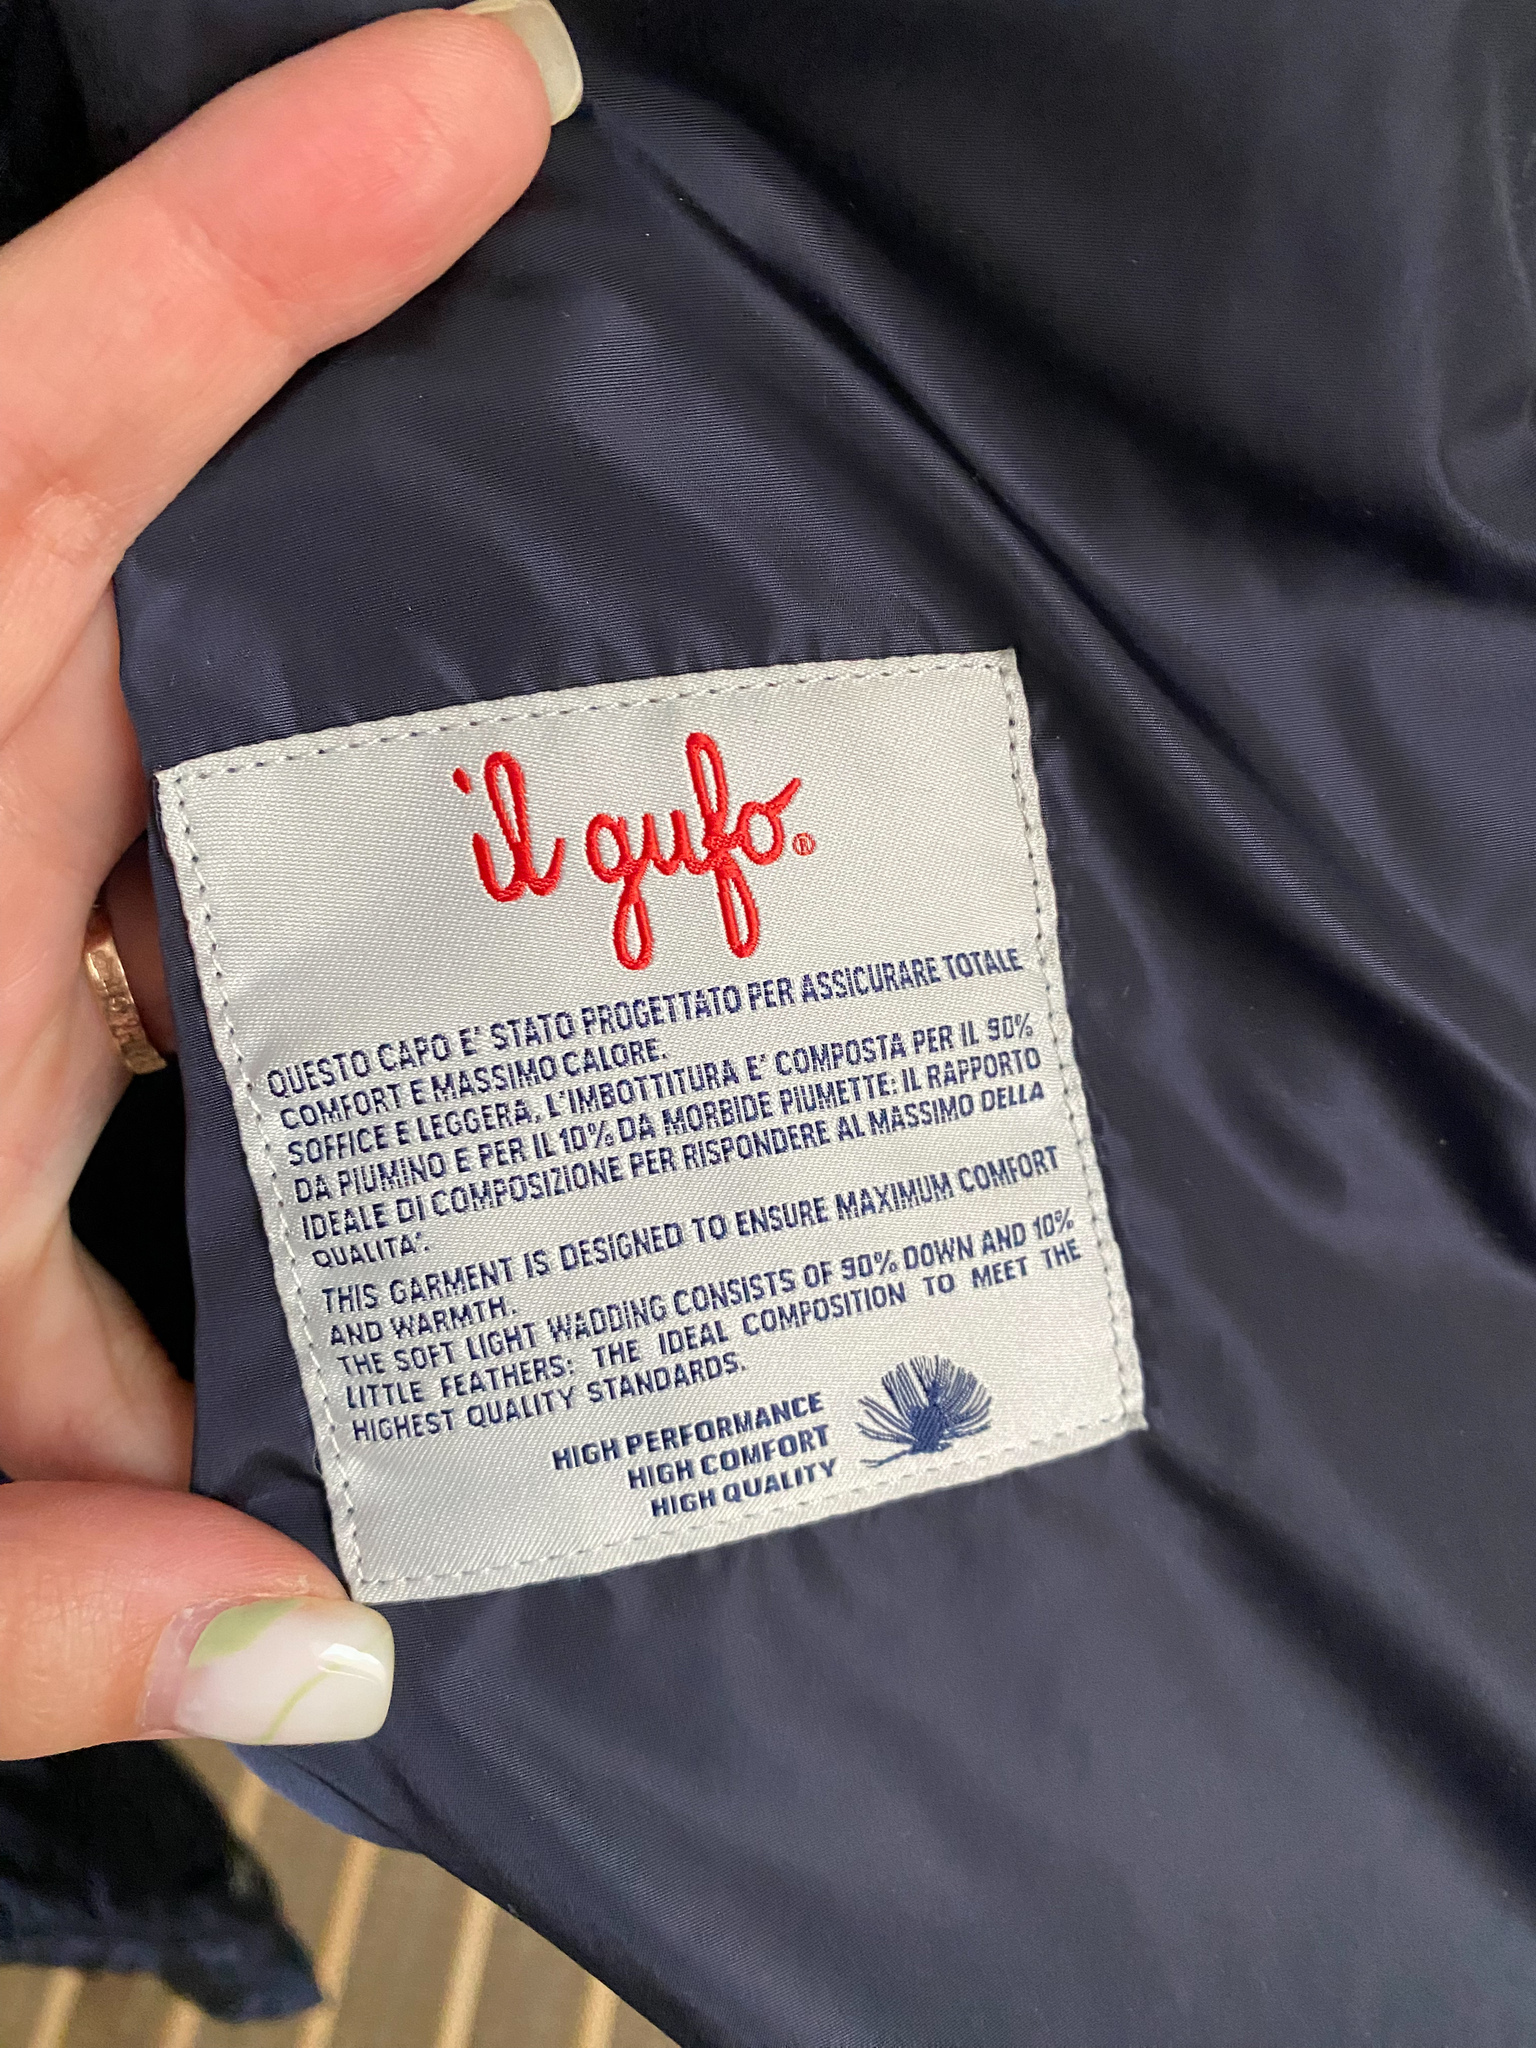 il gufo®
QUESTO CAPO E' STATO PROGETTATO PER ASSICURARE TOTALE
COMFORT E MASSIMO CALORE.
SOFFICE E LEGGERA, L'IMBOTTITURA E' COMPOSTA PER IL 90%
DA PIUMINO E PER IL 10% DA MORBIDE PIUMETTE: IL RAPPORTO
IDEALE DI COMPOSIZIONE PER RISPONDERE AL MASSIMO DELLA
QUALITA'.
THIS GARMENT IS DESIGNED TO ENSURE MAXIMUM COMFORT
AND WARMTH.
THE SOFT LIGHT WADDING CONSISTS OF 90% DOWN AND 10%
LITTLE FEATHERS: THE IDEAL COMPOSITION TO MEET THE
HIGHEST QUALITY STANDARDS.
HIGH PERFORMANCE
HIGH COMFORT
HIGH QUALITY